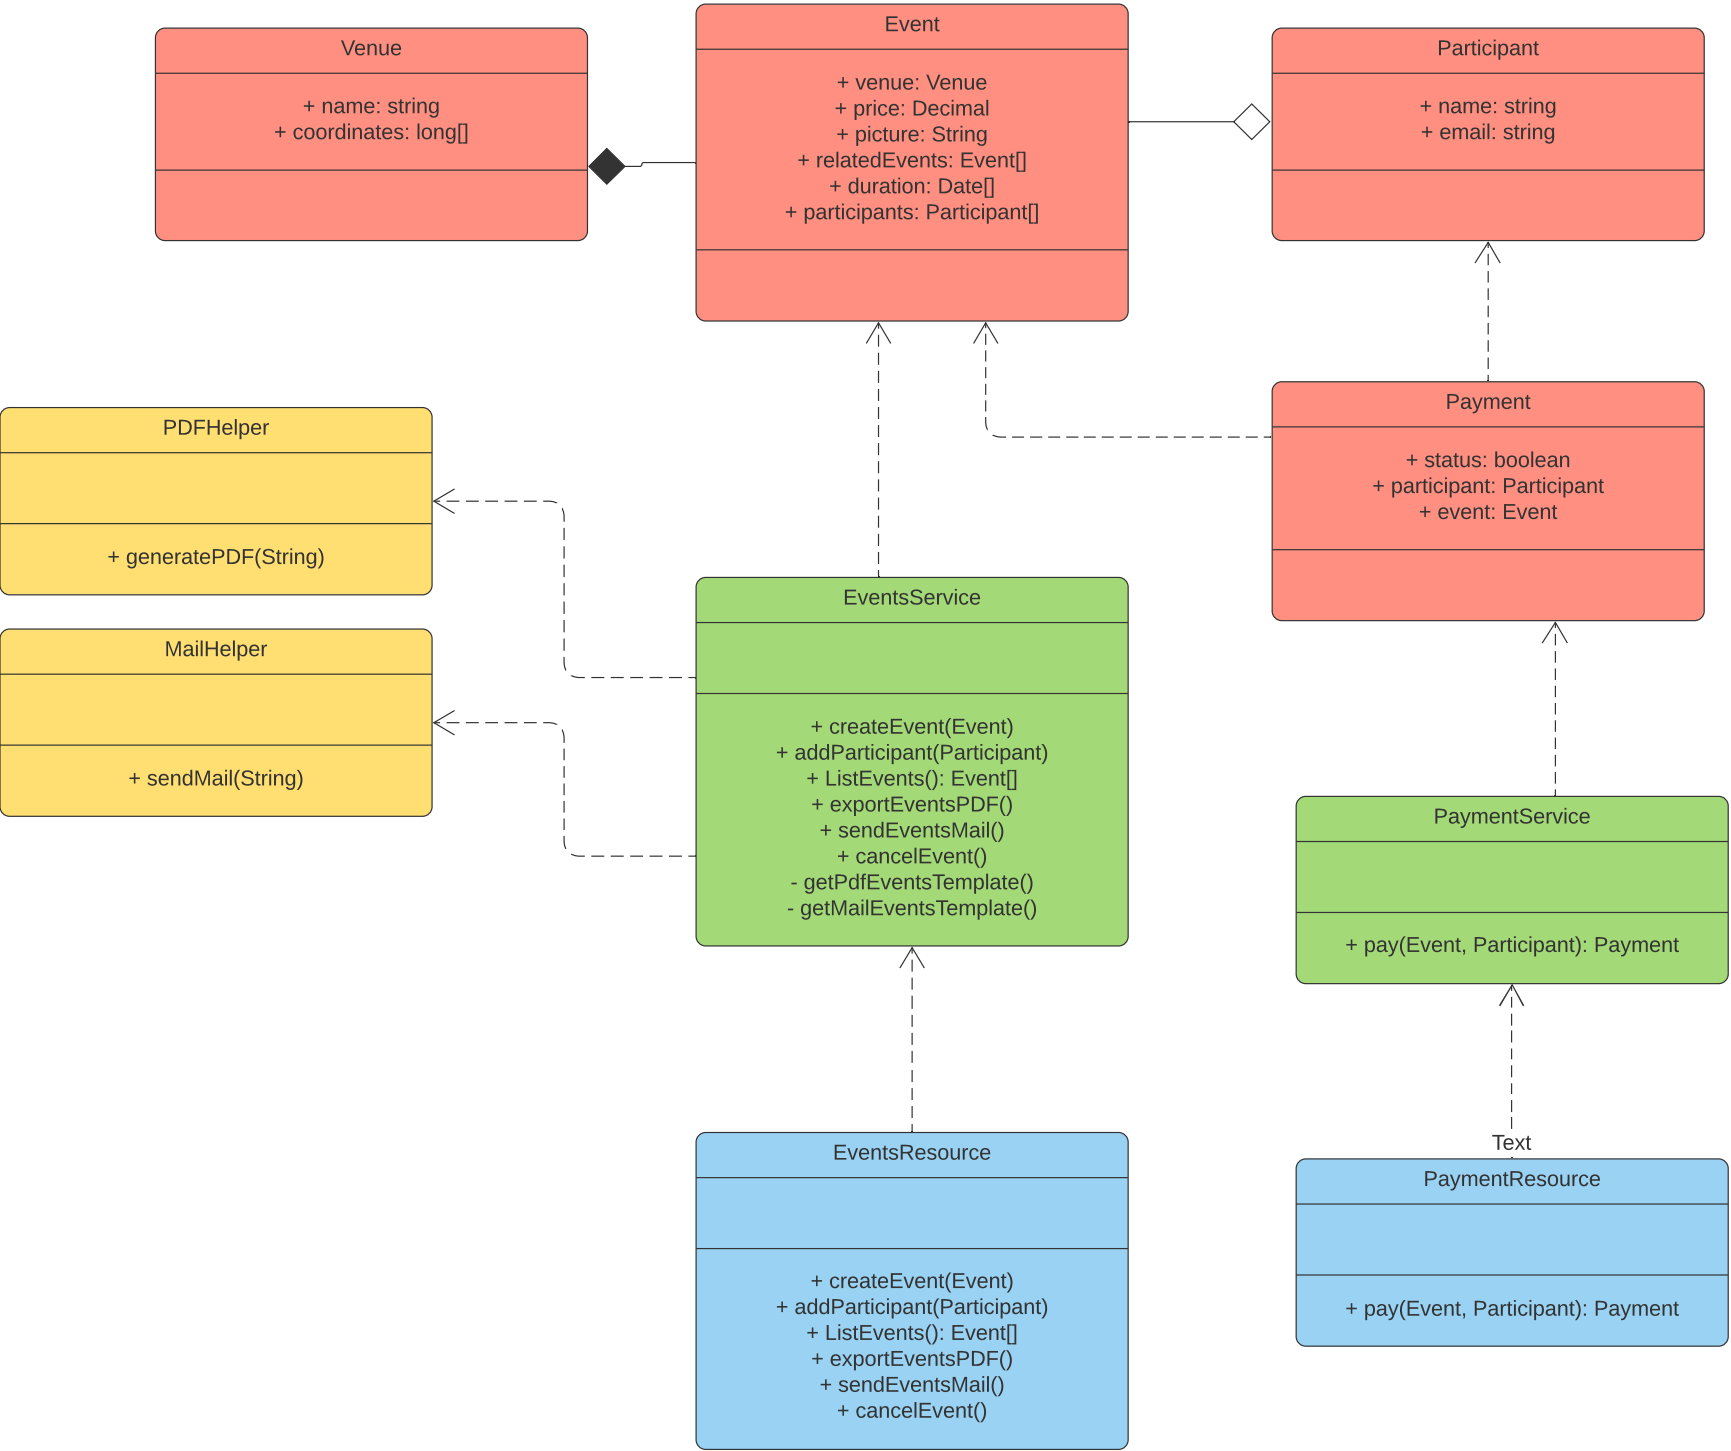 Venue
+ name: string
+ coordinates: long[]
Event
+ venue: Venue
+ price: Decimal
+ picture: String
+ relatedEvents: Event[]
+ duration: Date[]
+ participants: Participant[]
Participant
+ name: string
+ email: string
Payment
+ status: boolean
+ participant: Participant
+ event: Event
PDFHelper
+ generatePDF(String)
MailHelper
+ sendMail(String)
EventsService
+ createEvent(Event)
+ addParticipant(Participant)
+ ListEvents(): Event[]
+ exportEventsPDF()
+ sendEventsMail()
+ cancelEvent()
- getPdfEventsTemplate()
- getMailEventsTemplate()
PaymentService
+ pay(Event, Participant): Payment
EventsResource
+ createEvent(Event)
+ addParticipant(Participant)
+ ListEvents(): Event[]
+ exportEventsPDF()
+ sendEventsMail()
+ cancelEvent()
Text
PaymentResource
+ pay(Event, Participant): Payment